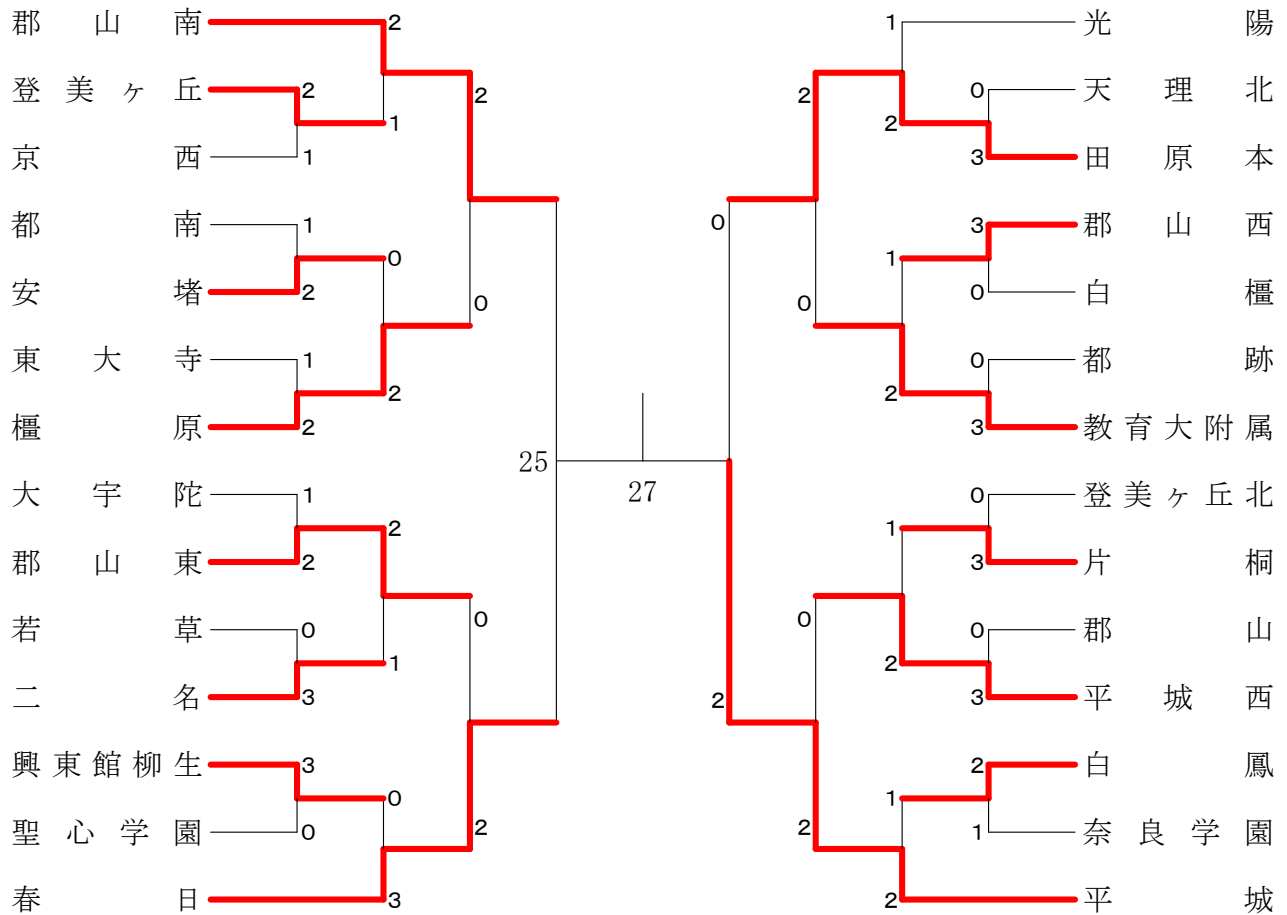 郡山南 2 1 光陽
登美ヶ丘 2 2 2 0 天理北
1 2
京西 1 3 田原本
0
都南 1 3 郡山西
0 1
安堵 2 0 0 0 白橿
東大寺 1 0 都跡
2 2
橿原 2 3 教育大附属
25 27
大宇陀 1 0 登美ヶ丘北
2 1
郡山東 2 3 片桐
若草 0 0 0 0 郡山
1 2
二名 3 2 3 平城西
興東館柳生 3 2 白鳳
0 1
聖心学園 0 2 2 1 奈良学園
春日 3 2 平城